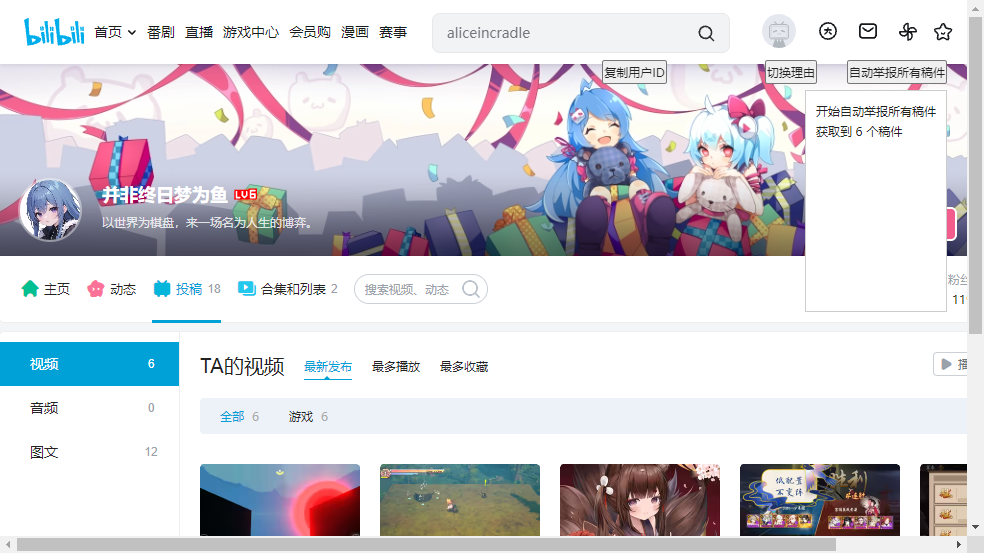 bilibili
首页 番剧 直播 游戏中心 会员购 漫画 赛事
aliceincradle
复制用户ID 切换理由 自动举报所有稿件
开始自动举报所有稿件
获取到 6 个稿件
并非终日梦为鱼 LV6
以世界为棋盘，来一场名为人生的博弈。
主页 动态 投稿 18 合集和列表 2 搜索视频、动态
粉丝
视频 6
音频 0
图文 12
TA的视频 最新发布 最多播放 最多收藏
全部 6 游戏 6
低配置